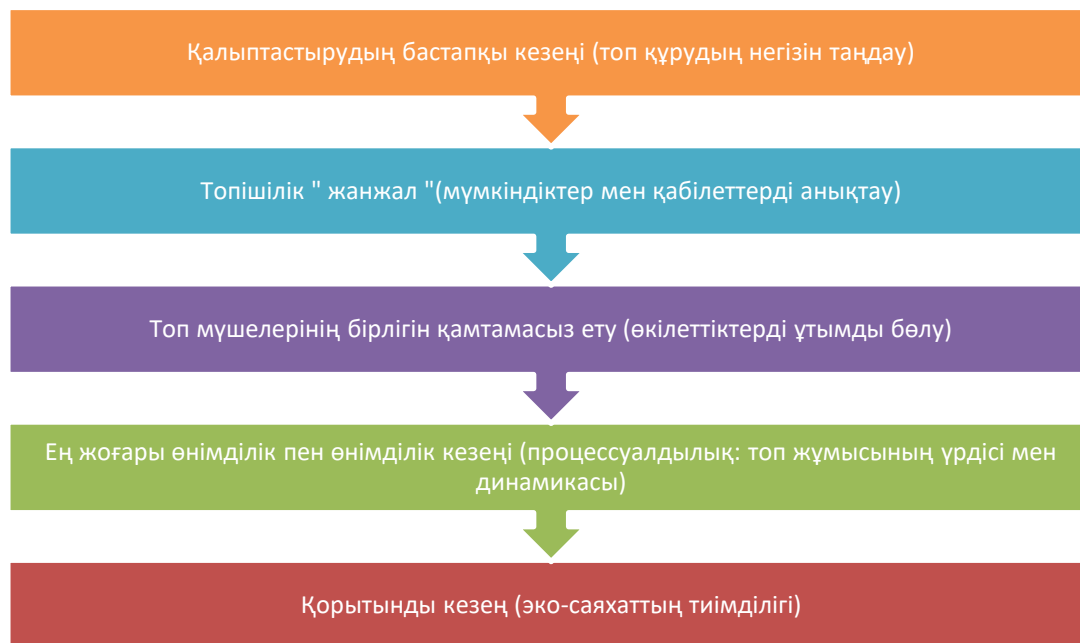 Қалыптастырудың бастапқы кезеңі (топ құрудың негізін таңдау)
Топішілік " жанжал "(мүмкіндіктер мен қабілеттерді анықтау)
Топ мүшелерінің бірлігін қамтамасыз ету (өкілеттіктерді ұтымды бөлу)
Ең жоғары өнімділік пен өнімділік кезеңі (процессуалдылық: топ жұмысының үрдісі мен
динамикасы)
Қорытынды кезең (эко-саяхаттың тиімділігі)